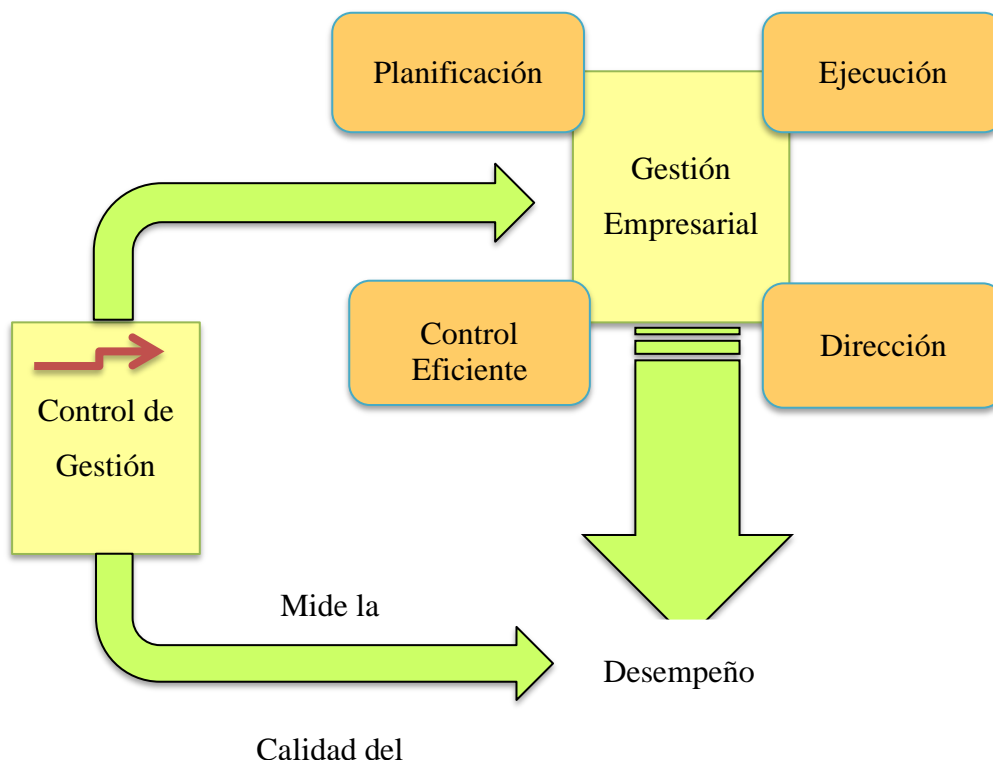 Planificación
Ejecución
Gestión
Empresarial
Control
Eficiente
Dirección
Control de
Gestión
Mide la
Desempeño
Calidad del